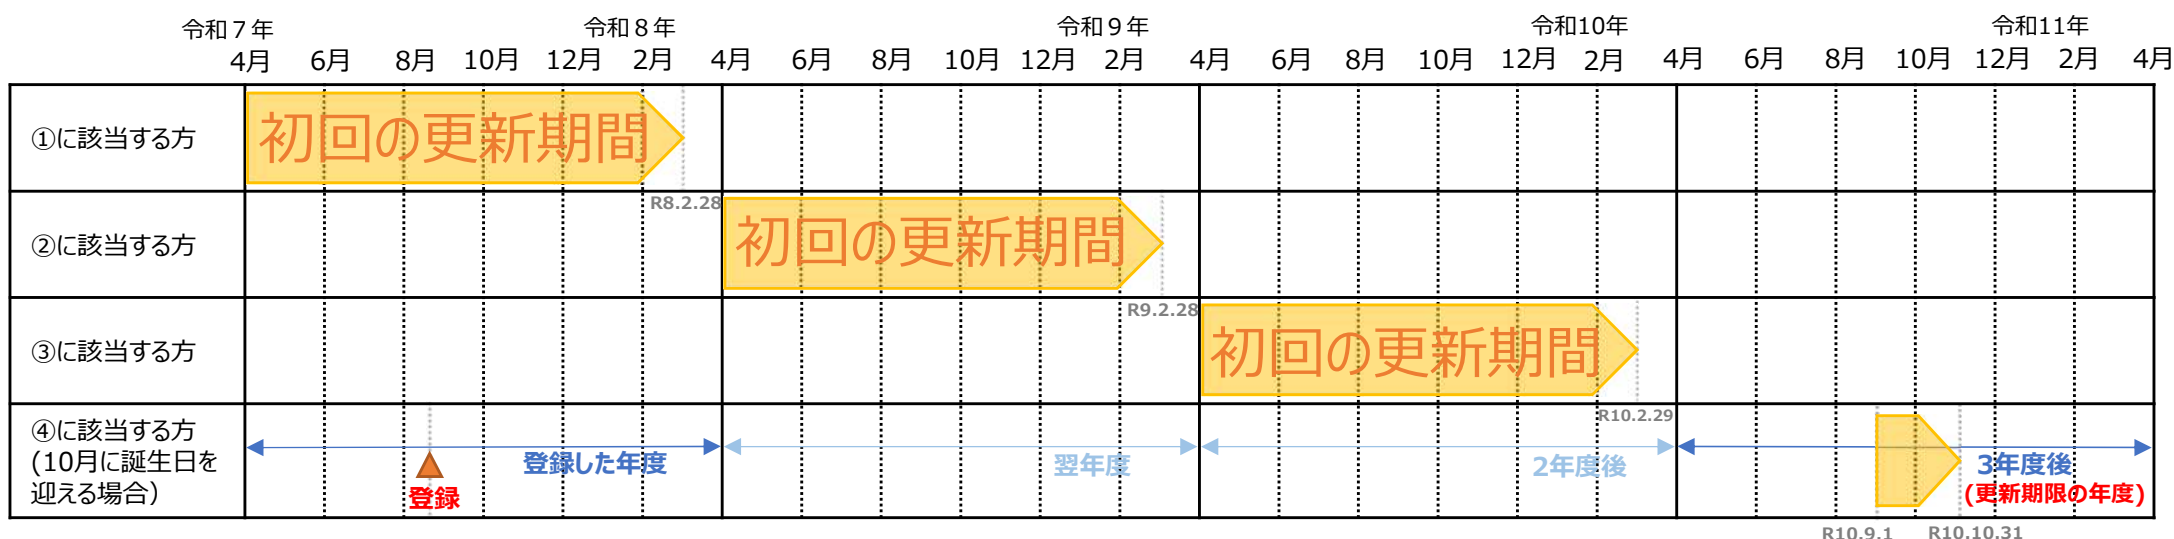 令和７年
令和８年
令和９年
令和10年
令和11年
4月 6月 8月 10月 12月 2月 4月 6月 8月 10月 12月 2月 4月 6月 8月 10月 12月 2月 4月 6月 8月 10月 12月 2月 4月
①に該当する方
初回の更新期間
R8.2.28
②に該当する方
初回の更新期間
R9.2.28
③に該当する方
初回の更新期間
R10.2.29
④に該当する方
(10月に誕生日を
迎える場合）
登録
登録した年度
翌年度
2年度後
3年度後
(更新期限の年度)
R10.9.1
R10.10.31